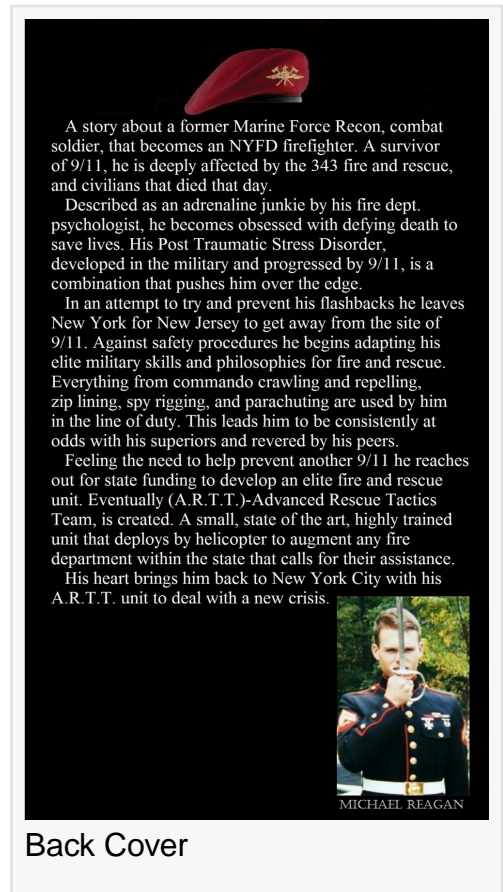 A story about a former Marine Force Recon, combat
soldier, that becomes an NYFD firefighter. A survivor
of 9/11, he is deeply affected by the 343 fire and rescue,
and civilians that died that day.
Described as an adrenaline junkie by his fire dept.
psychologist, he becomes obsessed with defying death to
save lives. His Post Traumatic Stress Disorder,
developed in the military and progressed by 9/11, is a
combination that pushes him over the edge.
In an attempt to try and prevent his flashbacks he leaves
New York for New Jersey to get away from the site of
9/11. Against safety procedures he begins adapting his
elite military skills and philosophies for fire and rescue.
Everything from commando crawling and repelling,
zip lining, spy rigging, and parachuting are used by him
in the line of duty. This leads him to be consistently at
odds with his superiors and revered by his peers.
Feeling the need to help prevent another 9/11 he reaches
out for state funding to develop an elite fire and rescue
unit. Eventually (A.R.T.T.)-Advanced Rescue Tactics
Team, is created. A small, state of the art, highly trained
unit that deploys by helicopter to augment any fire
department within the state that calls for their assistance.
His heart brings him back to New York City with his
A.R.T.T. unit to deal with a new crisis.
MICHAEL REAGAN
Back Cover